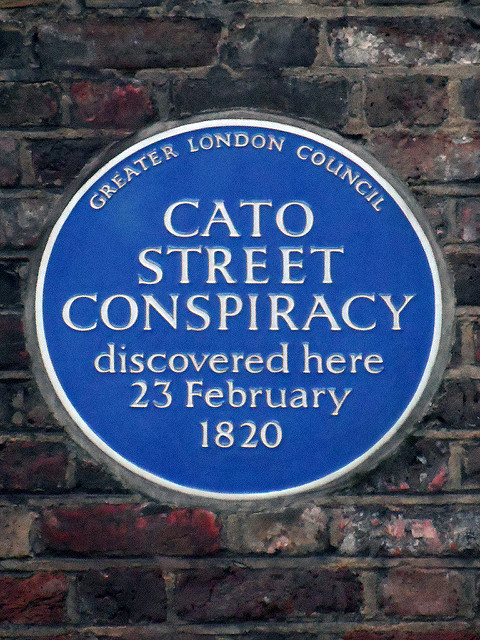 GREATER LONDON COUNCIL
CATO
STREET
CONSPIRACY
discovered here
23 February
1820